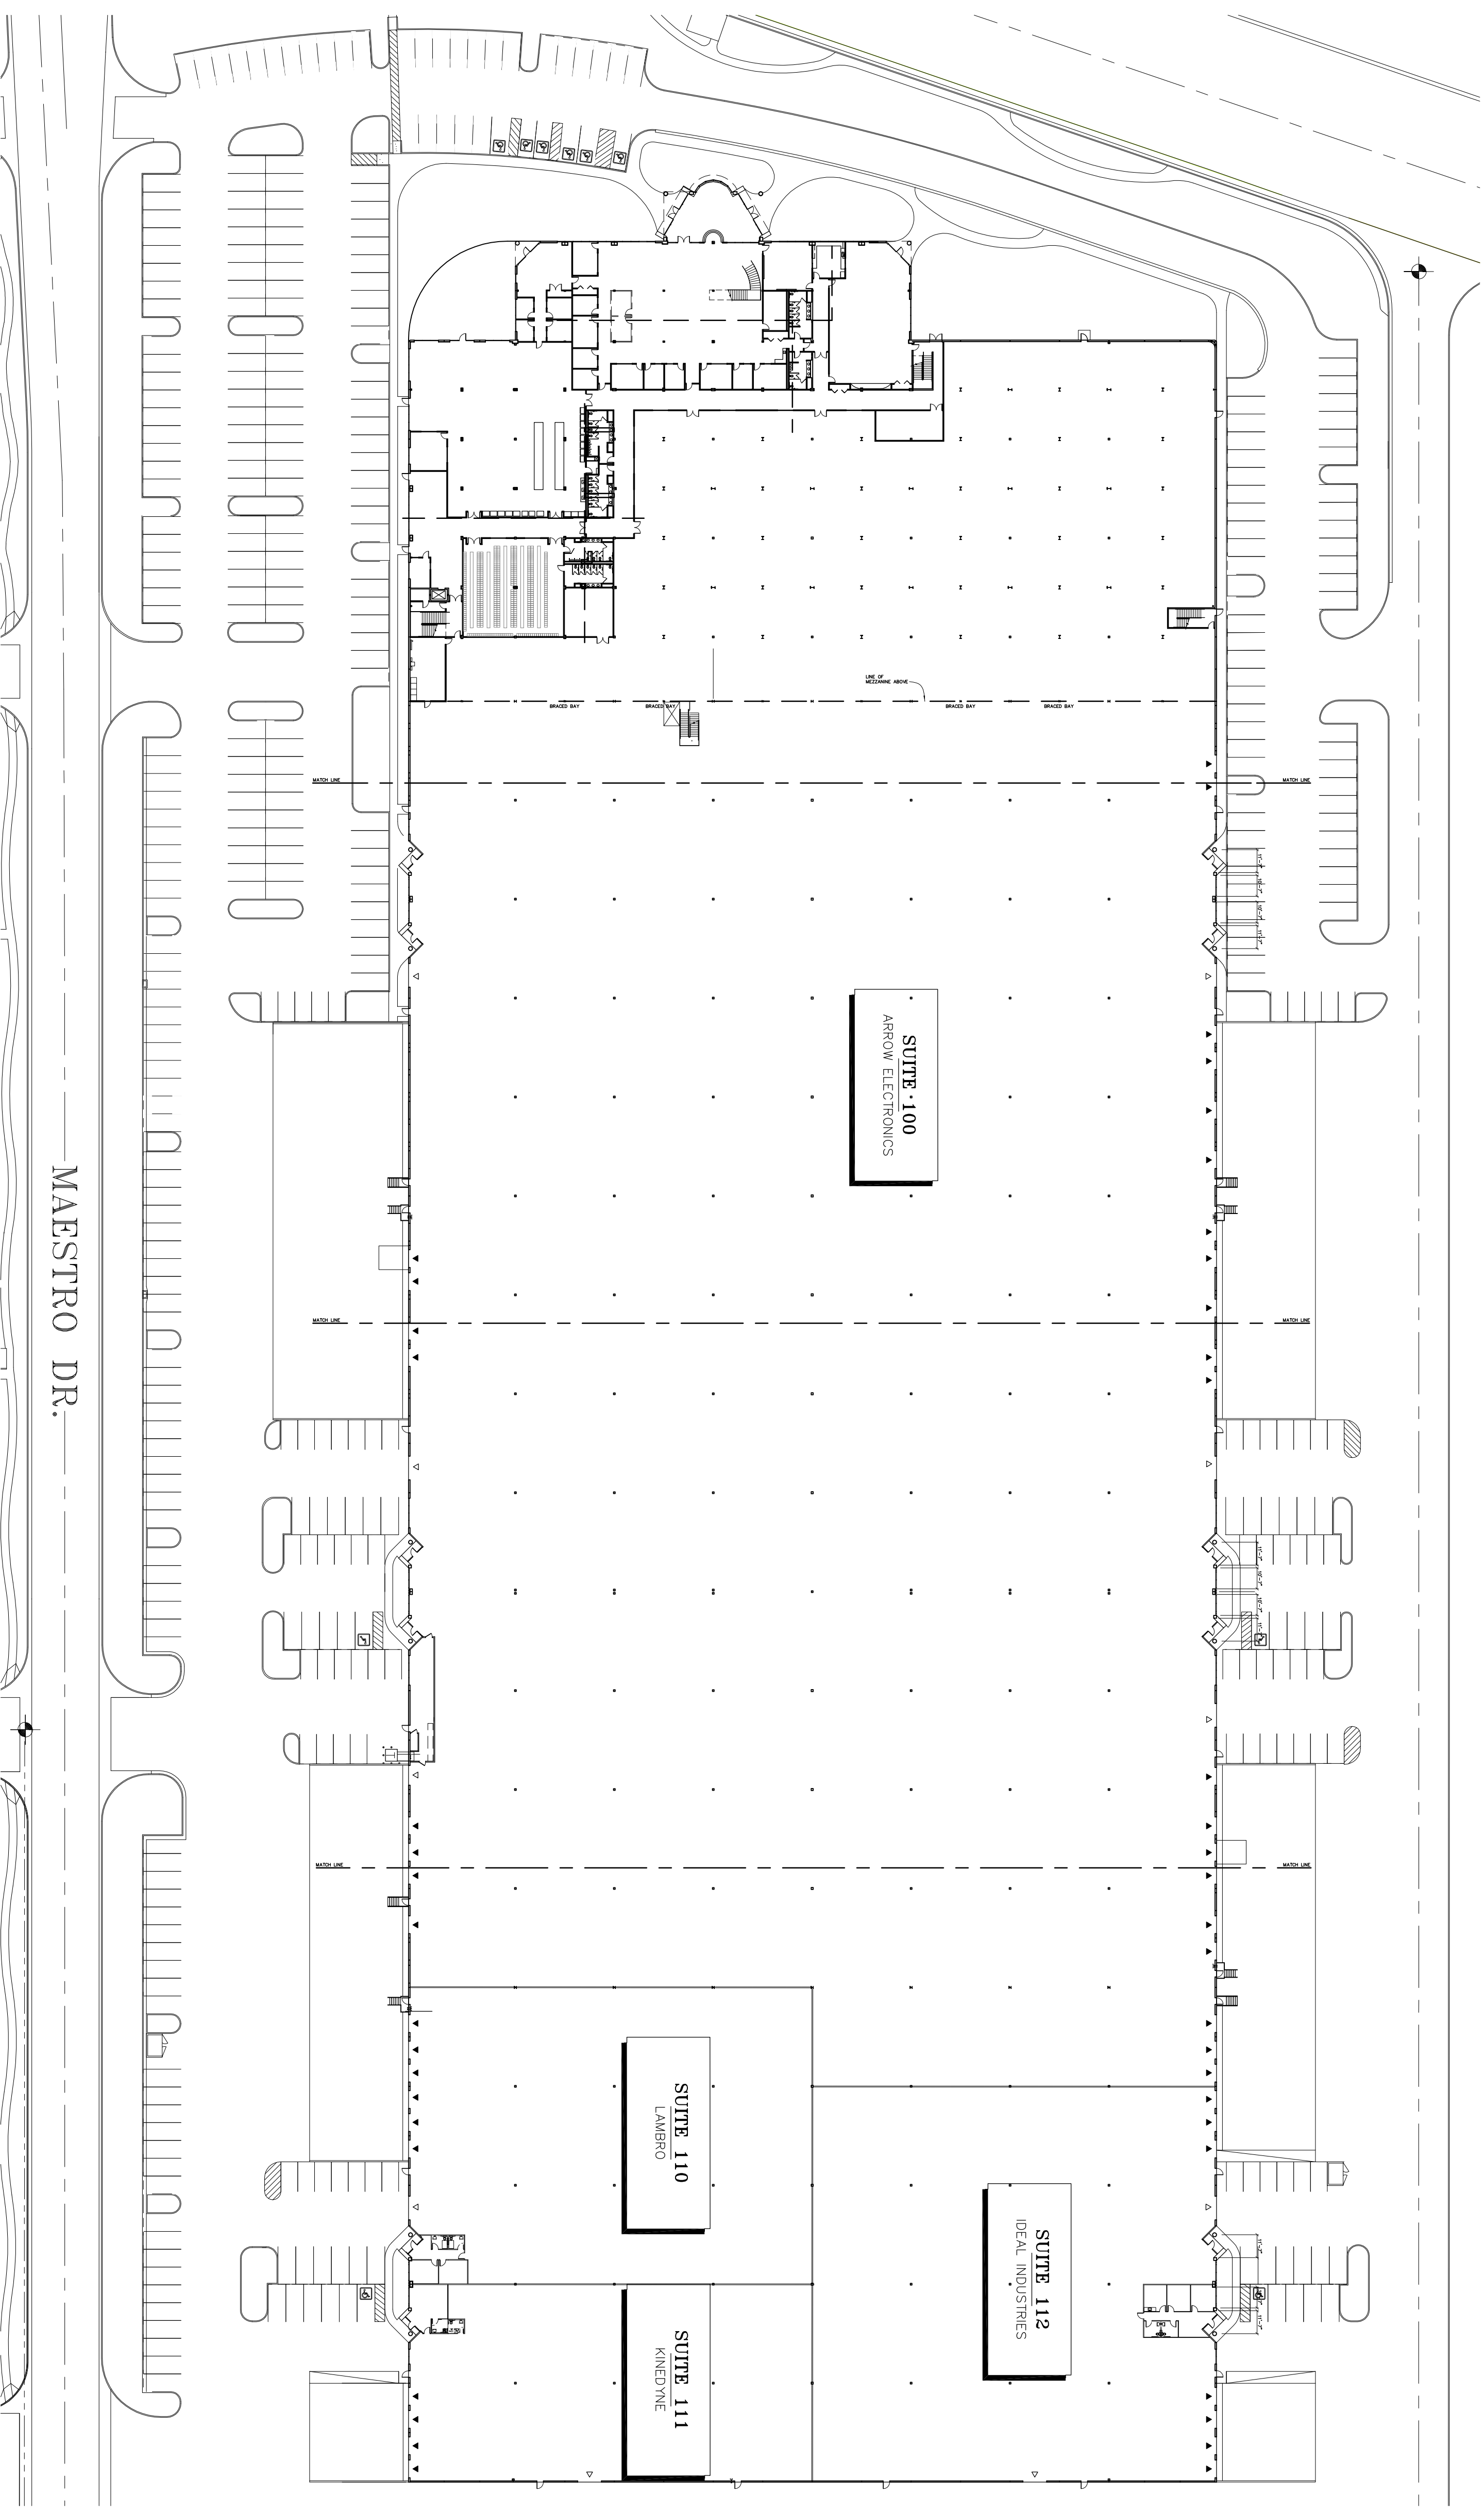 LINE OF
MEZZANINE ABOVE
BRACED BAY
BRACED BAY
BRACED BAY
BRACED BAY
MATCH LINE
MATCH LINE
SUITE 100
ARROW ELECTRONICS
MAESTRO DR.
MATCH LINE
MATCH LINE
MATCH LINE
MATCH LINE
SUITE 110
LAMBRO
SUITE 112
IDEAL INDUSTRIES
SUITE 111
KINEDYNE